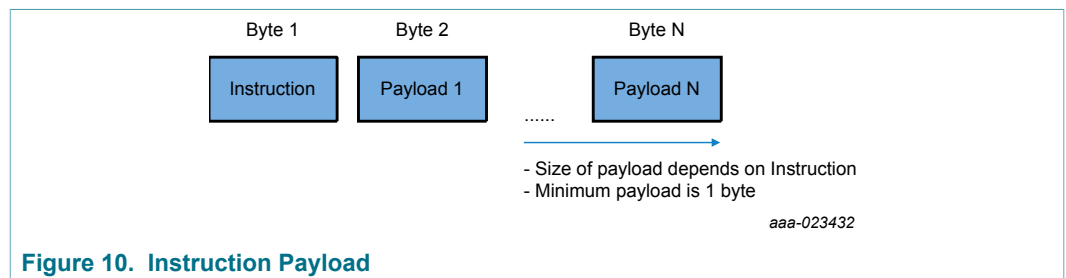 Byte 1 Byte 2 Byte N
Instruction Payload 1 ...... Payload N
- Size of payload depends on Instruction
- Minimum payload is 1 byte
aaa-023432
Figure 10. Instruction Payload